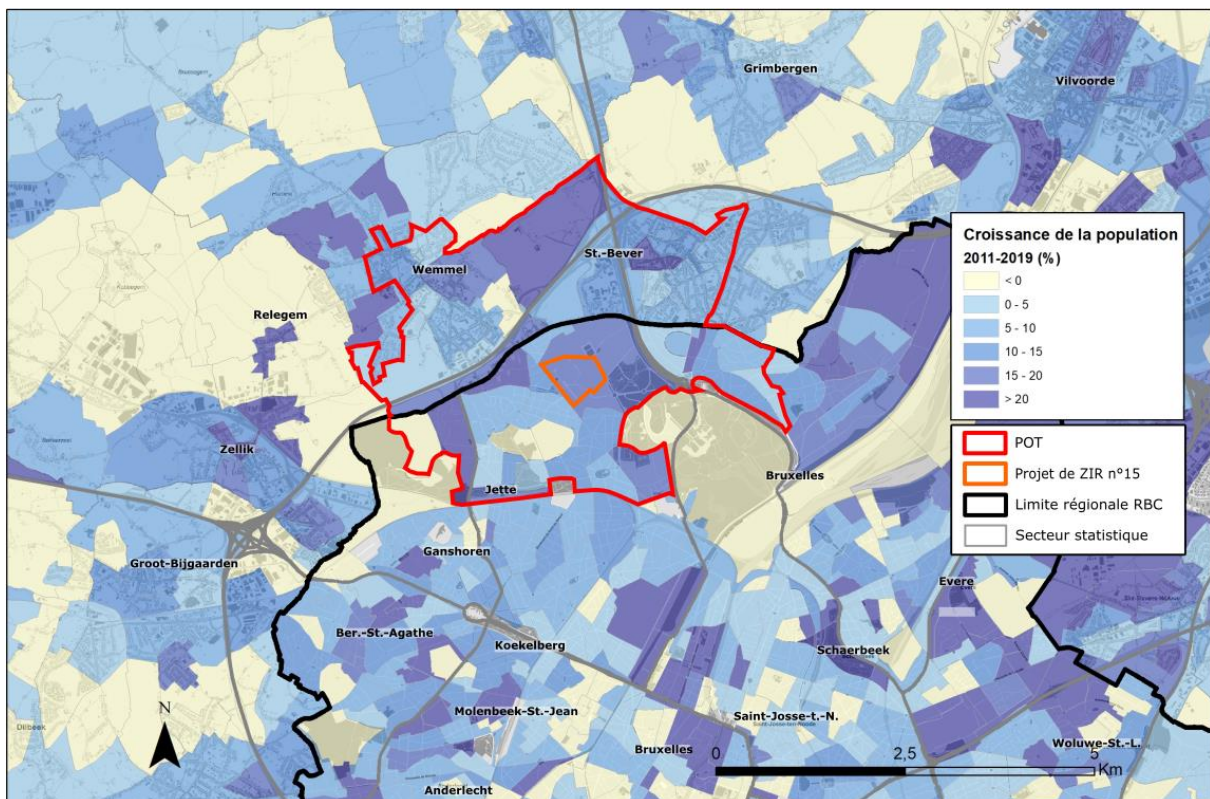 Grimbergen
Vilvoorde
St.-Bever
Wemmel
Relegem
Zellik
Bruxelles
Jette
Groot-Bijgaarden
Ganshoren
Evere
Ber.-St.-Agathe
Koekelberg
Schaerbeek
Molenbeek-St.-Jean
Saint-Josse-t.-N.
Bruxelles
Woluwe-St.-L.
Anderlecht
Dilbeek
N
Croissance de la population
2011-2019 (%)
< 0
0 - 5
5 - 10
10 - 15
15 - 20
> 20
POT
Projet de ZIR n°15
Limite régionale RBC
Secteur statistique
0 2,5 5
Km